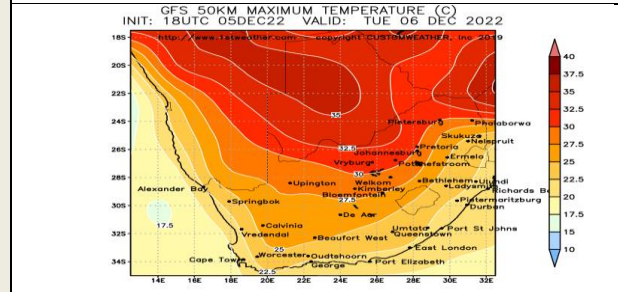 GFS 50KM MAXIMUM TEMPERATURE (C)
INIT: 18UTC 05DEC22 VALID: TUE 06 DEC 2022
http://www.1stweather.com copyright CUSTOMWEATHER, Inc 2019
18S
20S
22S
24S
26S
28S
30S
32S
34S
35
32.5
30
27.5
25
22.5
17.5
Pietersburg
Phalaborwa
Skukuza
Nelspruit
Pretoria
Johannesburg
Ermelo
Vryburg
Potchefstroom
Upington
Welkom
Bethlehem
Ulundi
Kimberley
Ladysmith
Alexander Bay
Bloemfontein
Richards Ba
Springbok
Pietermaritzburg
De Aar
Durban
Calvinia
Vredendal
Umtata
Port St Johns
Beaufort West
Queenstown
East London
Worcester
Oudtshoorn
Cape Town
George
Port Elizabeth
14E 16E 18E 20E 22E 24E 26E 28E 30E 32E
40
37.5
35
32.5
30
27.5
25
22.5
20
17.5
15
10